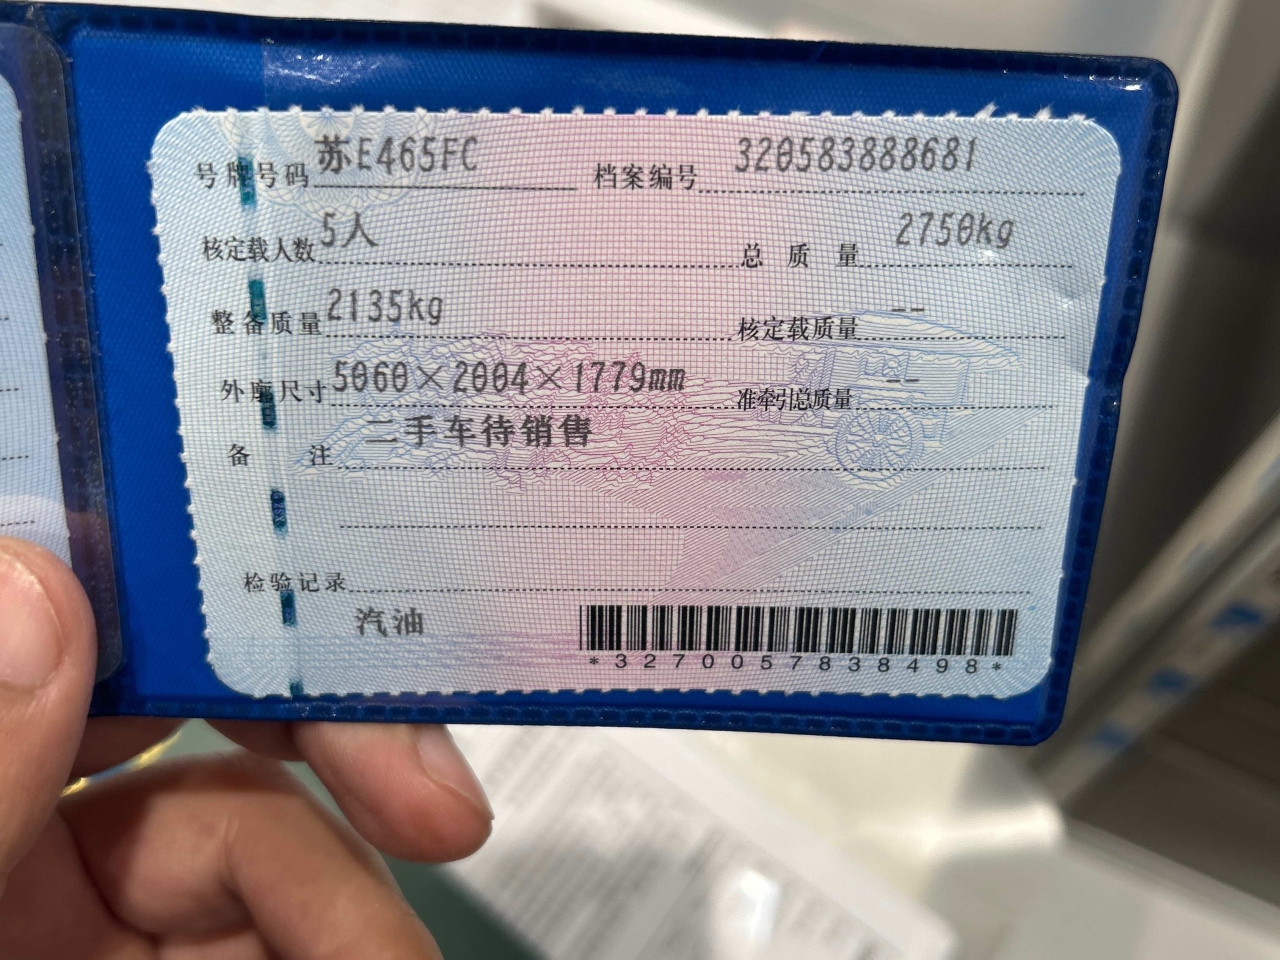 号牌号码 苏E465FC 档案编号 320583888681
核定载人数 5人 总质量 2750kg
整备质量 2135kg 核定载质量 --
外廓尺寸 5060×2004×1779mm 准牵引总质量 --
备注 二手车待销售
检验记录
汽油
*3270057838498*